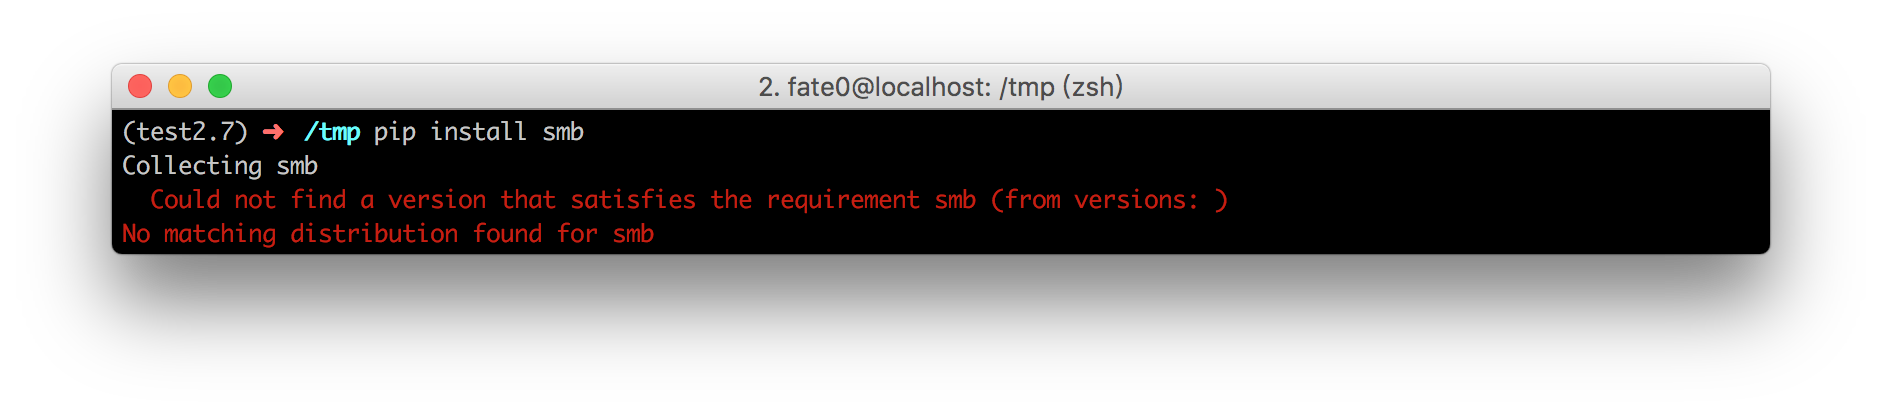 2. fate0@localhost: /tmp (zsh)
(test2.7) ➜ /tmp pip install smb
Collecting smb
Could not find a version that satisfies the requirement smb (from versions: )
No matching distribution found for smb